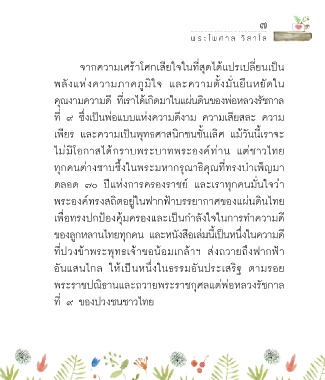 ๗
พระไพศาล วิสาโล
จากความเศร้าโศกเสียใจในที่สุดได้แปรเปลี่ยนเป็น
พลังแห่งความภาคภูมิใจ และความตั้งมั่นยืนหยัดใน
คุณงามความดี ที่เราได้เกิดมาในแผ่นดินของพ่อหลวงรัชกาล
ที่ ๙ ซึ่งเป็นพ่อแบบแห่งความดีงาม ความเสียสละ ความ
เพียร และความเป็นพุทธศาสนิกชนชั้นเลิศ แม้วันนี้เราจะ
ไม่มีโอกาสได้กราบพระบาทพระองค์ท่าน แต่ชาวไทย
ทุกคนต่างซาบซึ้งในพระมหากรุณาธิคุณที่ทรงบำเพ็ญมา
ตลอด ๗๐ ปีแห่งการครองราชย์ และเราทุกคนมั่นใจว่า
พระองค์ทรงสถิตอยู่ในฟากฟ้าบรรยากาศของแผ่นดินไทย
เพื่อทรงปกป้องคุ้มครองและเป็นกำลังใจในการทำความดี
ของลูกหลานไทยทุกคน และหนังสือเล่มนี้เป็นหนึ่งในความดี
ที่ปวงข้าพระพุทธเจ้าขอน้อมเกล้าฯ ส่งถวายถึงฟากฟ้า
อันแสนไกล ให้เป็นหนึ่งในธรรมอันประเสริฐ ตามรอย
พระราชปณิธานและถวายพระราชกุศลแด่พ่อหลวงรัชกาล
ที่ ๙ ของปวงชนชาวไทย